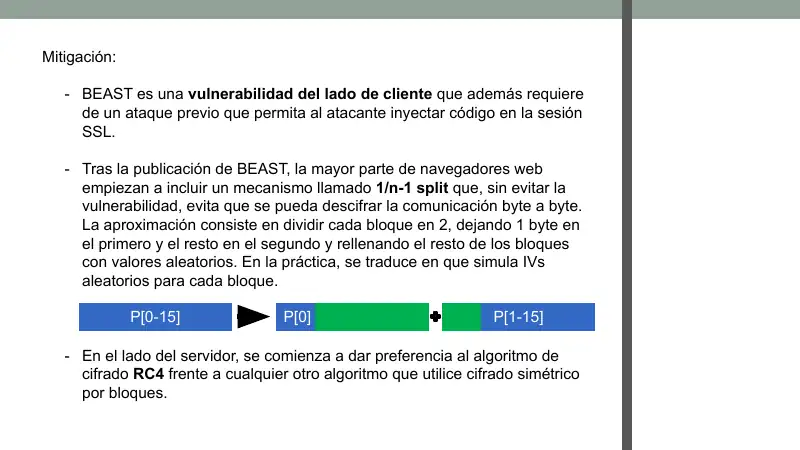 Mitigación:
- BEAST es una vulnerabilidad del lado de cliente que además requiere
de un ataque previo que permita al atacante inyectar código en la sesión
SSL.
- Tras la publicación de BEAST, la mayor parte de navegadores web
empiezan a incluir un mecanismo llamado 1/n-1 split que, sin evitar la
vulnerabilidad, evita que se pueda descifrar la comunicación byte a byte.
La aproximación consiste en dividir cada bloque en 2, dejando 1 byte en
el primero y el resto en el segundo y rellenando el resto de los bloques
con valores aleatorios. En la práctica, se traduce en que simula IVs
aleatorios para cada bloque.
P[0-15] P[0] P[1-15]
- En el lado del servidor, se comienza a dar preferencia al algoritmo de
cifrado RC4 frente a cualquier otro algoritmo que utilice cifrado simétrico
por bloques.